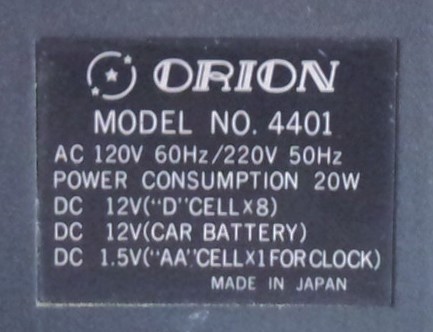 ORION
MODEL NO. 4401
AC 120V 60Hz/220V 50Hz
POWER CONSUMPTION 20W
DC 12V("D"CELL×8)
DC 12V(CAR BATTERY)
DC 1.5V("AA"CELL×1 FOR CLOCK)
MADE IN JAPAN